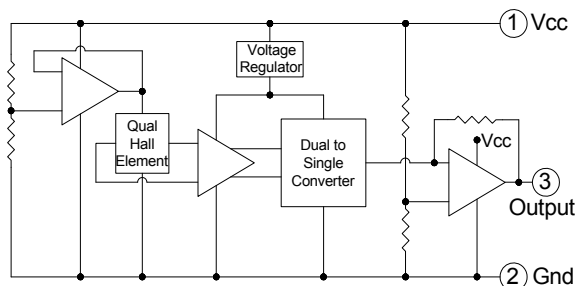 1 Vcc
Voltage
Regulator
Qual
Hall
Element
Dual to
Single
Converter
Vcc
3
Output
2 Gnd